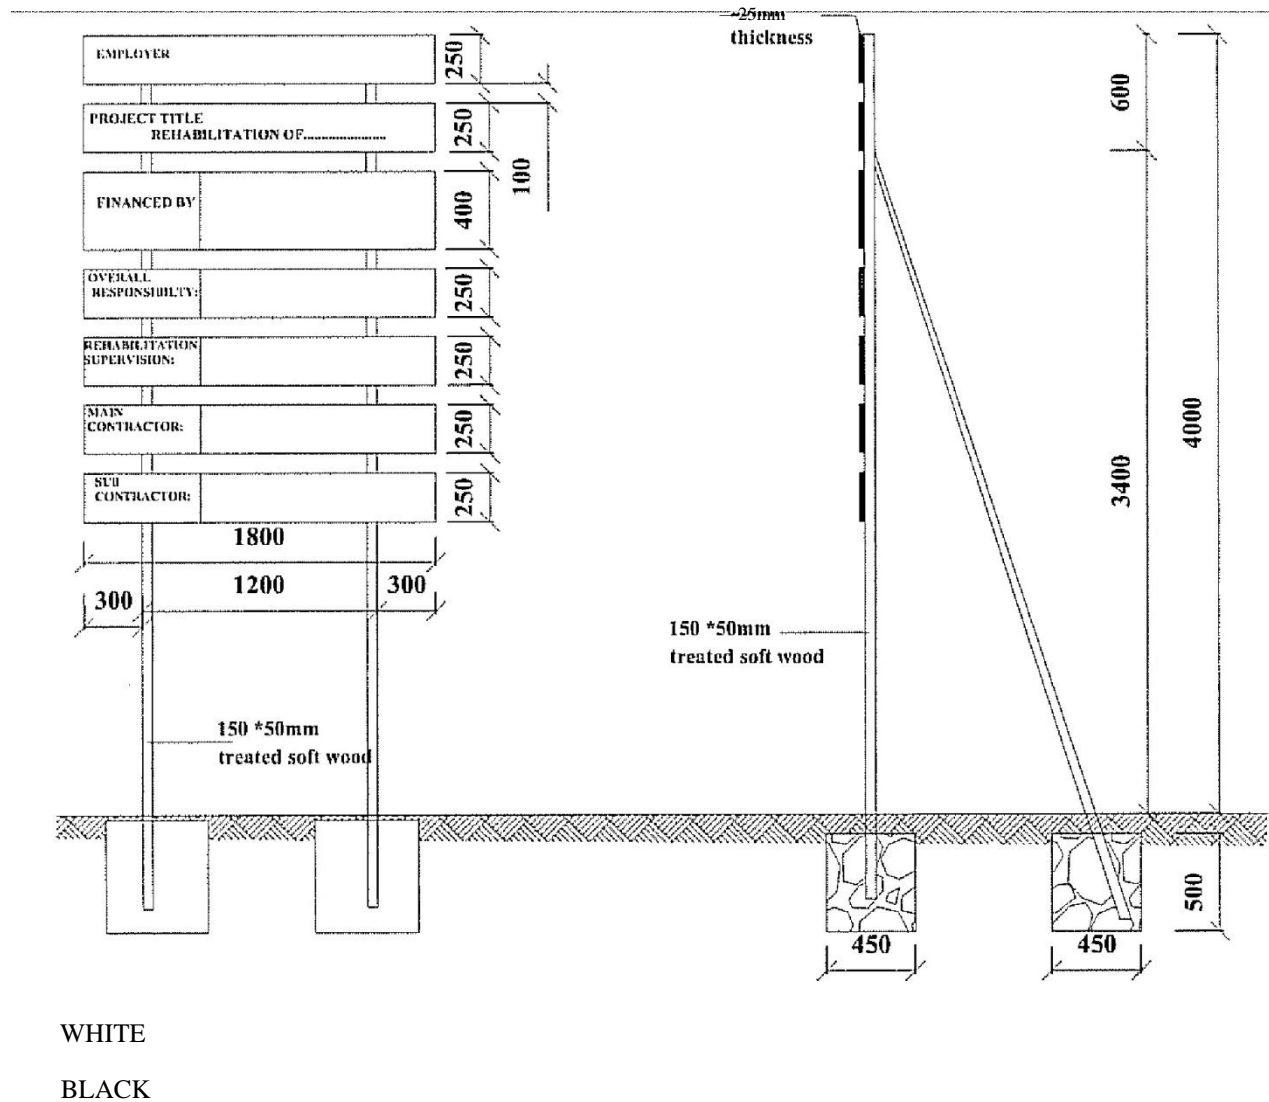 ~25mm
thickness
EMPLOYER
250
PROJECT TITLE
REHABILITATION OF........................
250
100
FINANCED BY
400
OVERALL
RESPONSIBILTY:
250
REHABILITATION
SUPERVISION:
250
MAIN
CONTRACTOR:
250
SUB
CONTRACTOR:
250
1800
300
1200
300
150 *50mm
treated soft wood
150 *50mm
treated soft wood
600
3400
4000
500
450
450
WHITE
BLACK